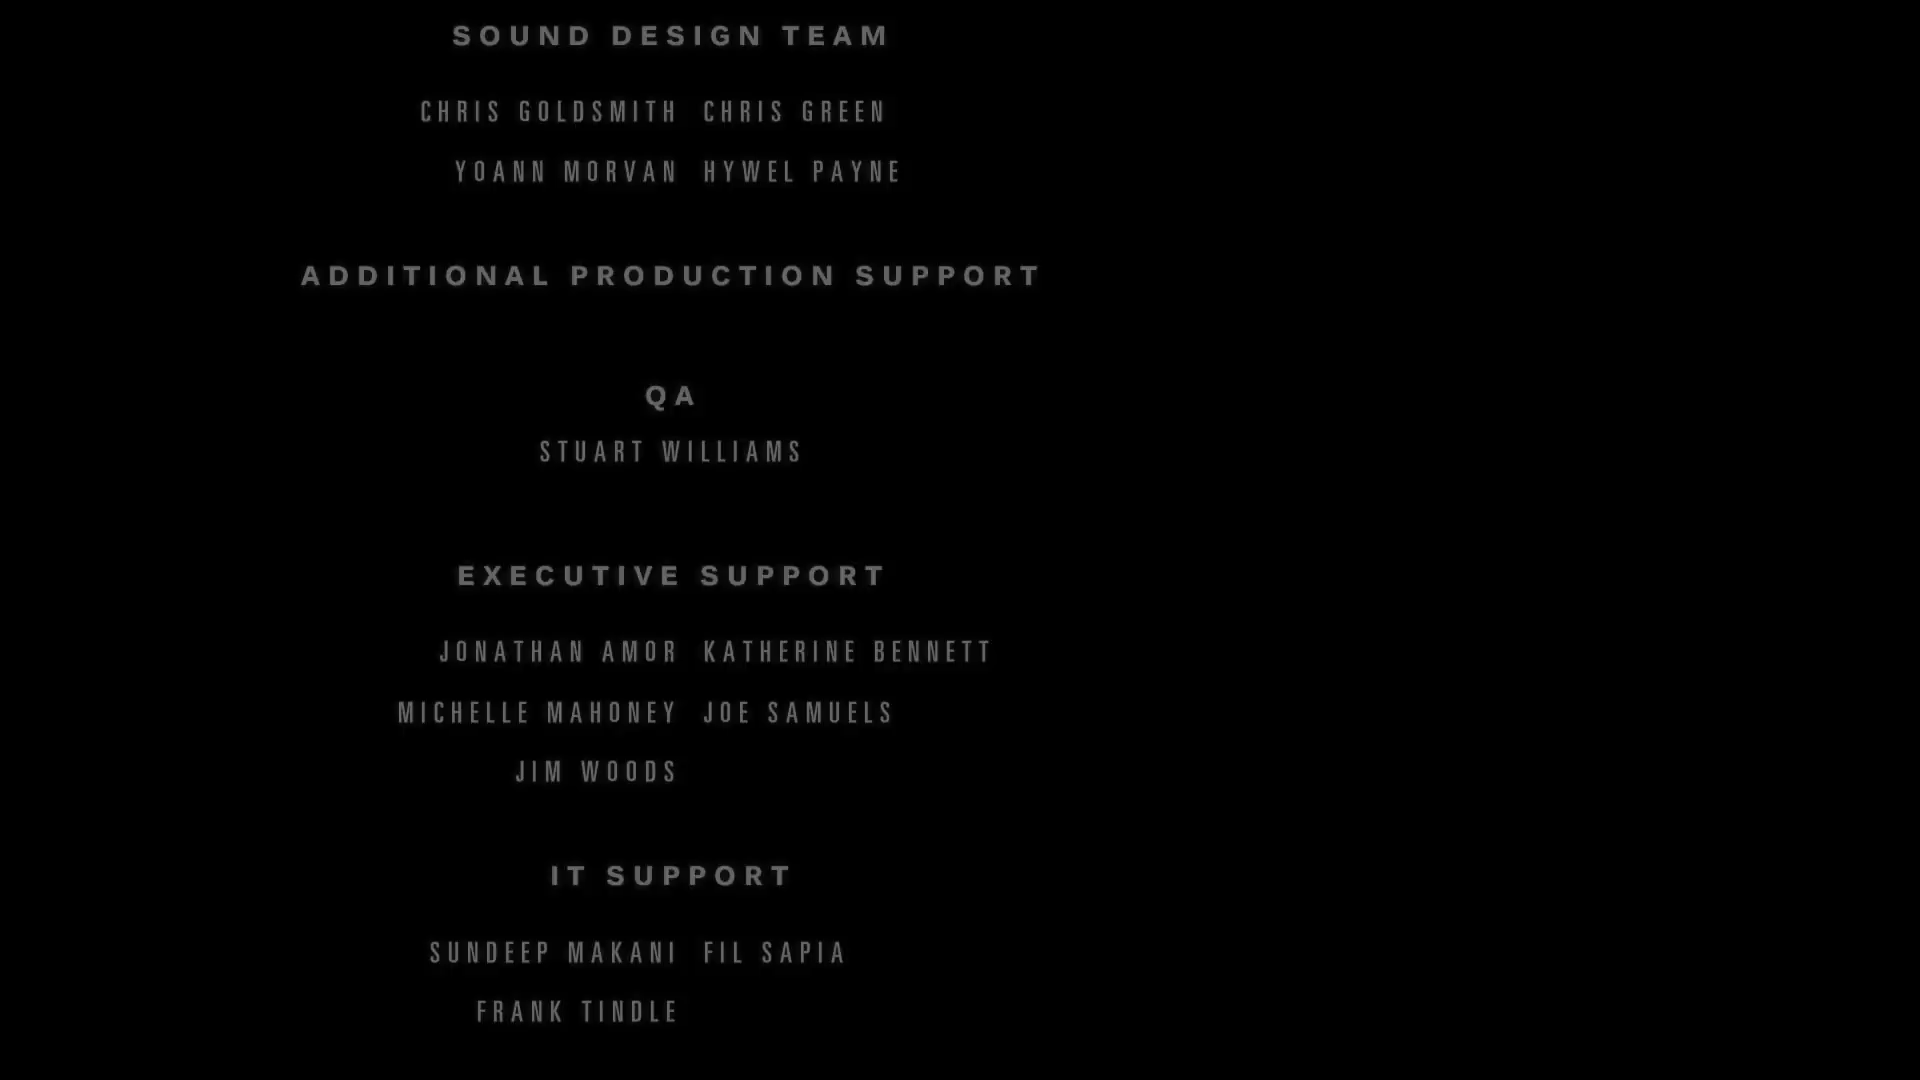 SOUND DESIGN TEAM
CHRIS GOLDSMITH CHRIS GREEN
YOANN MORVAN HYWEL PAYNE
ADDITIONAL PRODUCTION SUPPORT
QA
STUART WILLIAMS
EXECUTIVE SUPPORT
JONATHAN AMOR KATHERINE BENNETT
MICHELLE MAHONEY JOE SAMUELS
JIM WOODS
IT SUPPORT
SUNDEEP MAKANI FIL SAPIA
FRANK TINDLE